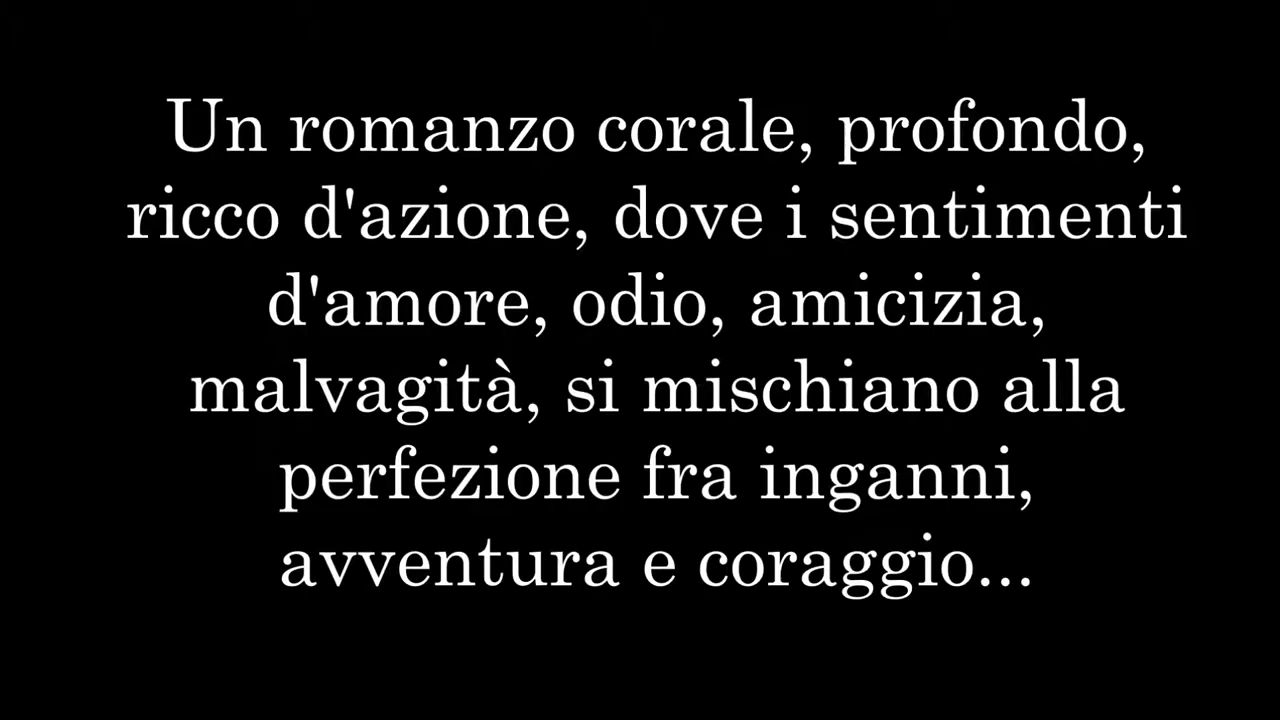 Un romanzo corale, profondo,
ricco d'azione, dove i sentimenti
d'amore, odio, amicizia,
malvagità, si mischiano alla
perfezione fra inganni,
avventura e coraggio...